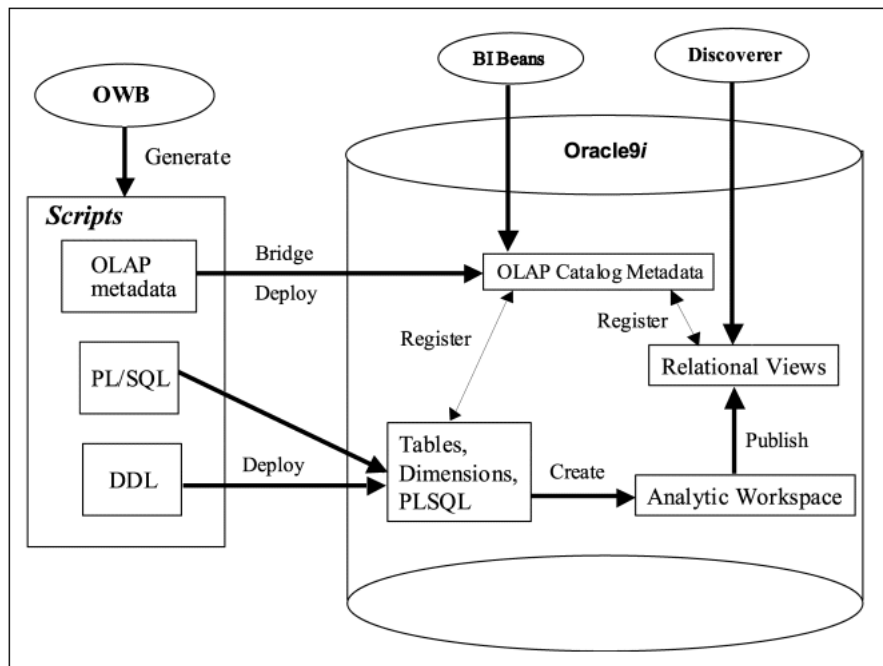 BI Beans
Discoverer
OWB
Generate
Oracle9i
Scripts
OLAP
metadata
Bridge
Deploy
OLAP Catalog Metadata
Register
Register
PL/SQL
Relational Views
Tables,
Dimensions,
PLSQL
DDL
Deploy
Create
Publish
Analytic Workspace